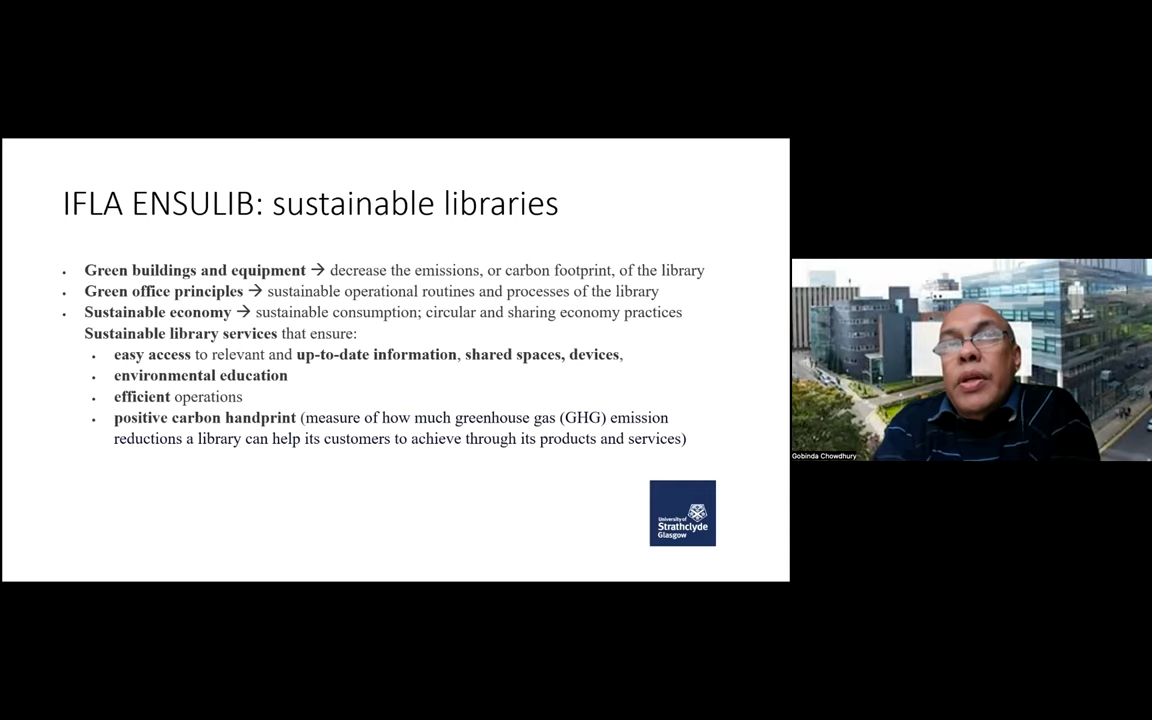 IFLA ENSULIB: sustainable libraries
• Green buildings and equipment → decrease the emissions, or carbon footprint, of the library
• Green office principles → sustainable operational routines and processes of the library
• Sustainable economy → sustainable consumption; circular and sharing economy practices
Sustainable library services that ensure:
• easy access to relevant and up-to-date information, shared spaces, devices,
• environmental education
• efficient operations
• positive carbon handprint (measure of how much greenhouse gas (GHG) emission
reductions a library can help its customers to achieve through its products and services)
University of
Strathclyde
Glasgow
Gobinda Chowdhury